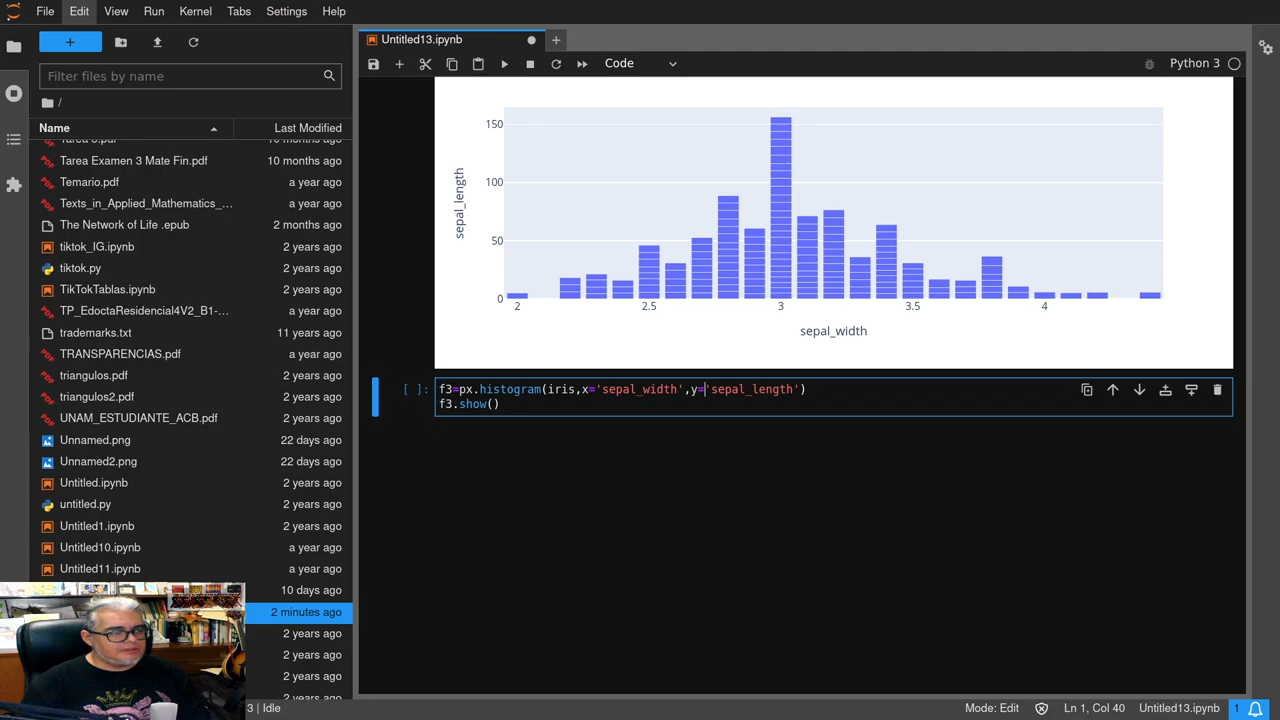 File Edit View Run Kernel Tabs Settings Help
Untitled13.ipynb
Code
Python 3
Filter files by name
/
Name Last Modified
10 months ago
Tarea Examen 3 Mate Fin.pdf 10 months ago
Temario.pdf a year ago
Texts_in_Applied_Mathematics_... a year ago
The Network of Life .epub 2 months ago
tiktok_IG.ipynb 2 years ago
tiktok.py 2 years ago
TikTokTablas.ipynb 2 years ago
TP_EdoctaResidencial4V2_B1-... a year ago
trademarks.txt 11 years ago
TRANSPARENCIAS.pdf a year ago
triangulos.pdf 2 years ago
triangulos2.pdf 2 years ago
UNAM_ESTUDIANTE_ACB.pdf 2 years ago
Unnamed.png 22 days ago
Unnamed2.png 22 days ago
Untitled.ipynb 2 years ago
untitled.py 2 years ago
Untitled1.ipynb 2 years ago
Untitled10.ipynb a year ago
Untitled11.ipynb a year ago
10 days ago
2 minutes ago
2 years ago
2 years ago
2 years ago
2 years ago
150
100
50
0
sepal_length
2 2.5 3 3.5 4
sepal_width
[ ]: f3=px.histogram(iris,x='sepal_width',y='sepal_length')
f3.show()
3 | Idle
Mode: Edit
Ln 1, Col 40
Untitled13.ipynb
1